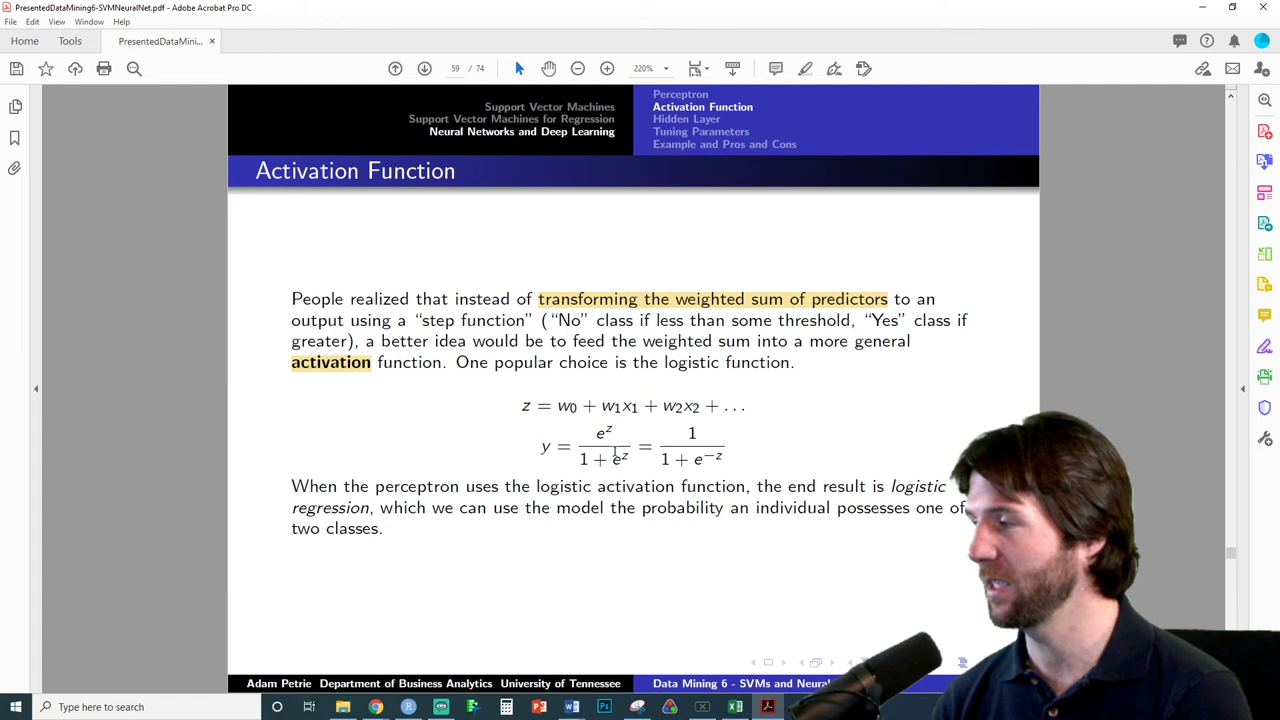 PresentedDataMining6-SVMNeuralNet.pdf - Adobe Acrobat Pro DC
File Edit View Window Help
Home Tools PresentedDataMini... ×
59 / 74 220%
Support Vector Machines
Support Vector Machines for Regression
Neural Networks and Deep Learning
Perceptron
Activation Function
Hidden Layer
Tuning Parameters
Example and Pros and Cons
Activation Function
People realized that instead of transforming the weighted sum of predictors to an
output using a “step function” (“No” class if less than some threshold, “Yes” class if
greater), a better idea would be to feed the weighted sum into a more general
activation function. One popular choice is the logistic function.
z = w₀ + w₁x₁ + w₂x₂ + ...
y = e^z / (1 + e^z) = 1 / (1 + e^−z)
When the perceptron uses the logistic activation function, the end result is logistic
regression, which we can use the model the probability an individual possesses one of
two classes.
Adam Petrie Department of Business Analytics University of Tennessee
Data Mining 6 - SVMs and Neural
Type here to search